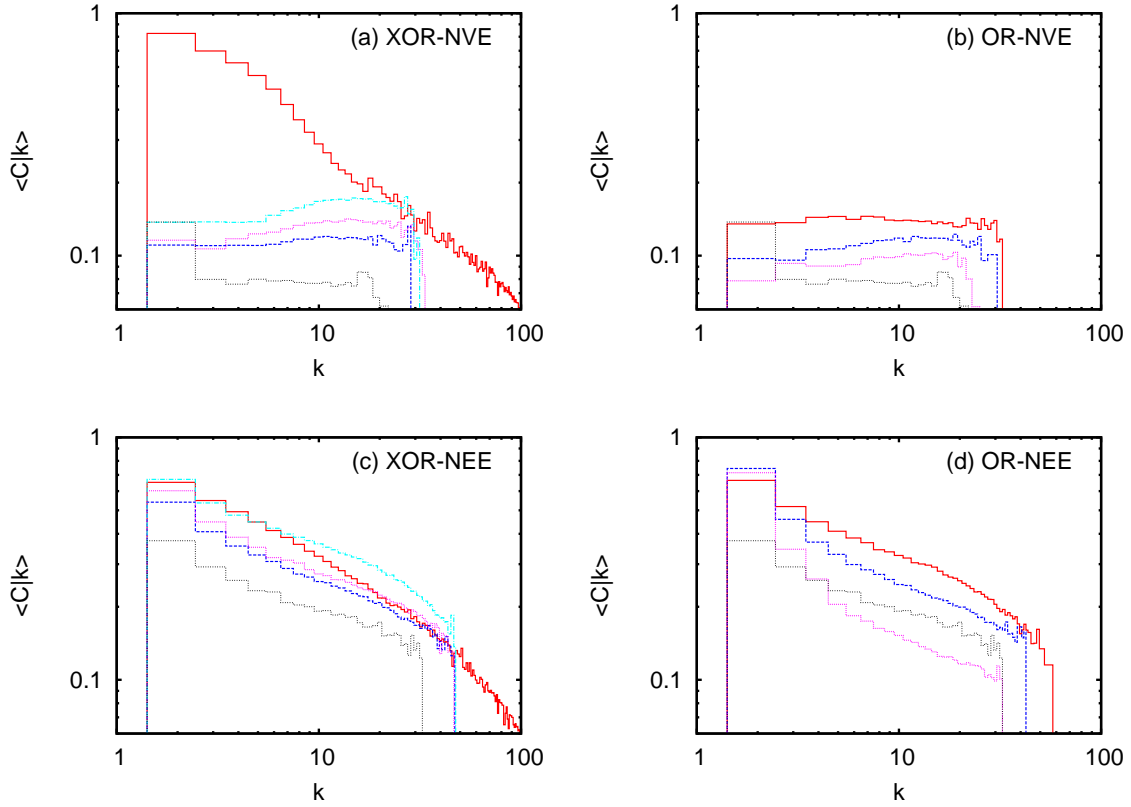 (a) XOR-NVE
1
<C|k>
0.1
1 10 100
k
(b) OR-NVE
1
<C|k>
0.1
1 10 100
k
(c) XOR-NEE
1
<C|k>
0.1
1 10 100
k
(d) OR-NEE
1
<C|k>
0.1
1 10 100
k